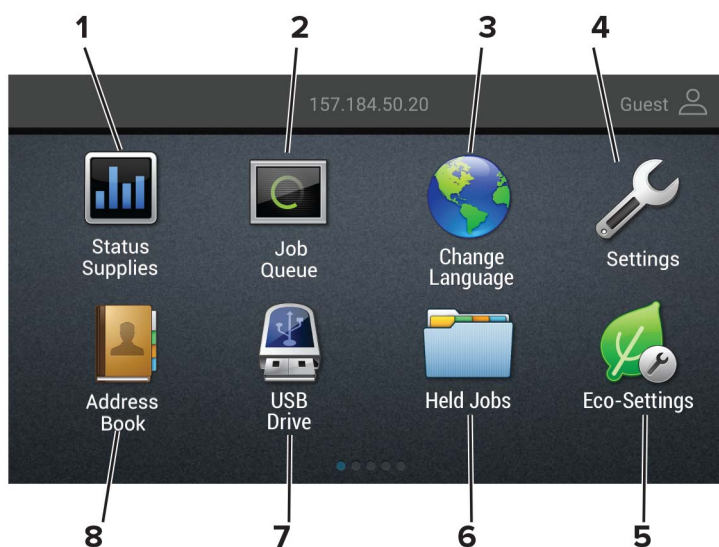 1 2 3 4
157.184.50.20
Guest
Status
Supplies
Job
Queue
Change
Language
Settings
Address
Book
USB
Drive
Held Jobs
Eco-Settings
8 7 6 5